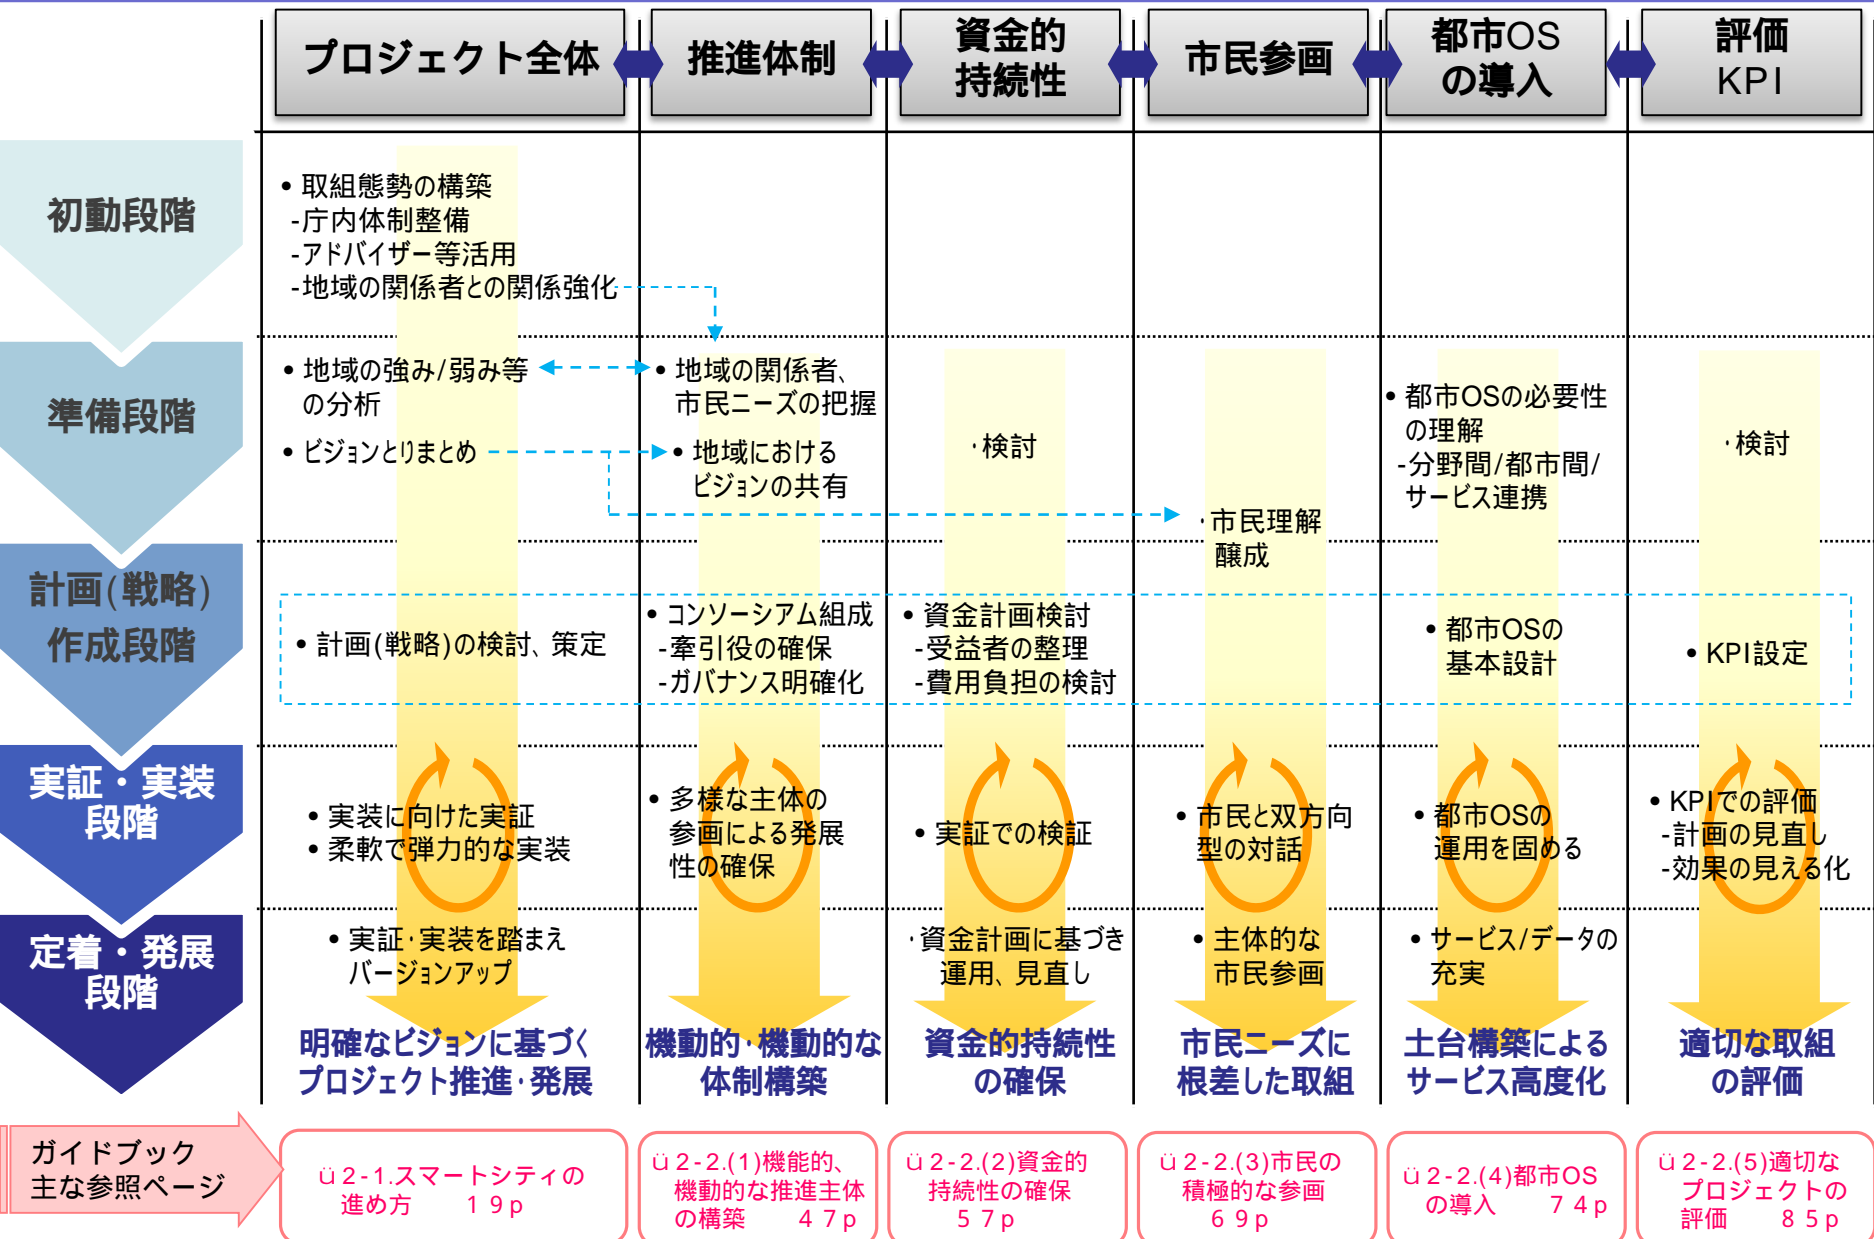 プロジェクト全体
推進体制
資金的
持続性
市民参画
都市OS
の導入
評価
KPI
初動段階
• 取組態勢の構築
-庁内体制整備
-アドバイザー等活用
-地域の関係者との関係強化
準備段階
• 地域の強み/弱み等
の分析
• ビジョンとりまとめ
• 地域の関係者、
市民ニーズの把握
• 地域における
ビジョンの共有
・検討
・市民理解
醸成
• 都市OSの必要性
の理解
-分野間/都市間/
サービス連携
・検討
計画(戦略)
作成段階
• 計画(戦略)の検討、策定
• コンソーシアム組成
-牽引役の確保
-ガバナンス明確化
• 資金計画検討
-受益者の整理
-費用負担の検討
• 都市OSの
基本設計
• KPI設定
実証・実装
段階
• 実装に向けた実証
• 柔軟で弾力的な実装
• 多様な主体の
参画による発展
性の確保
• 実証での検証
• 市民と双方向
型の対話
• 都市OSの
運用を固める
• KPIでの評価
-計画の見直し
-効果の見える化
定着・発展
段階
• 実証・実装を踏まえ
バージョンアップ
・資金計画に基づき
運用、見直し
• 主体的な
市民参画
• サービス/データの
充実
明確なビジョンに基づく
プロジェクト推進・発展
機動的・機動的な
体制構築
資金的持続性
の確保
市民ニーズに
根差した取組
土台構築による
サービス高度化
適切な取組
の評価
ガイドブック
主な参照ページ
ü2-1.スマートシティの
進め方　１９p
ü2-2.(1)機能的、
機動的な推進主体
の構築　４７p
ü2-2.(2)資金的
持続性の確保
５７p
ü2-2.(3)市民の
積極的な参画
６９p
ü2-2.(4)都市OS
の導入　７４p
ü2-2.(5)適切な
プロジェクトの
評価　８５p